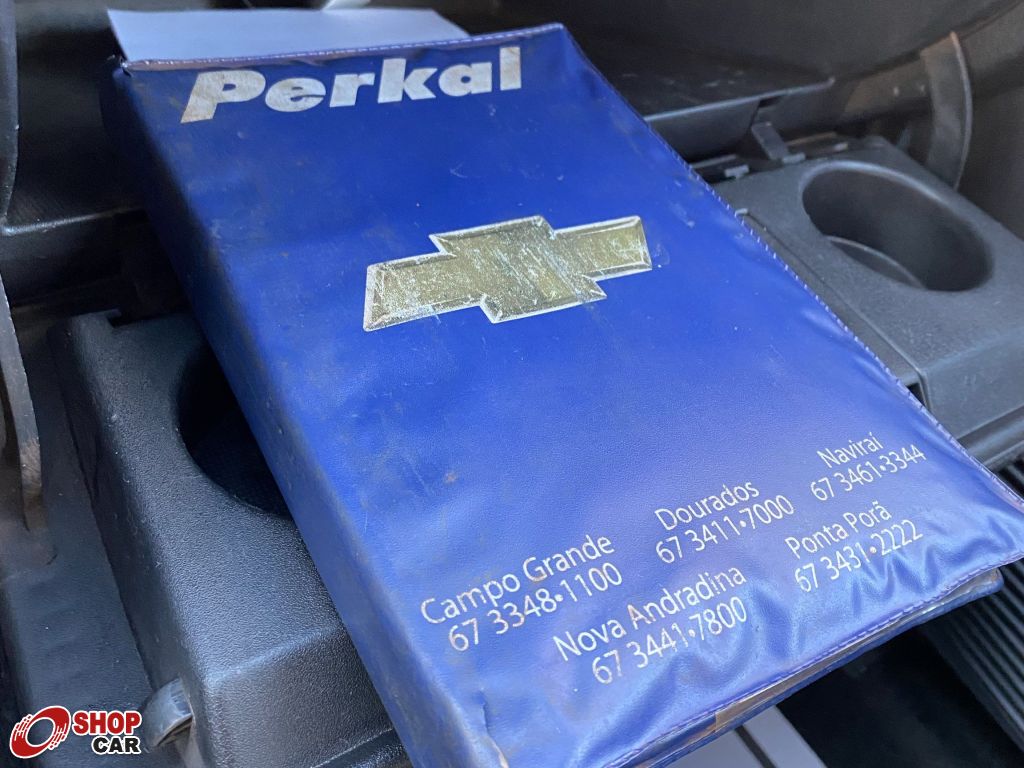 Perkal
Campo Grande
67 3348•1100
Dourados
67 3411•7000
Naviraí
67 3461•3344
Nova Andradina
67 3441•7800
Ponta Porã
67 3431•2222
SHOP
CAR